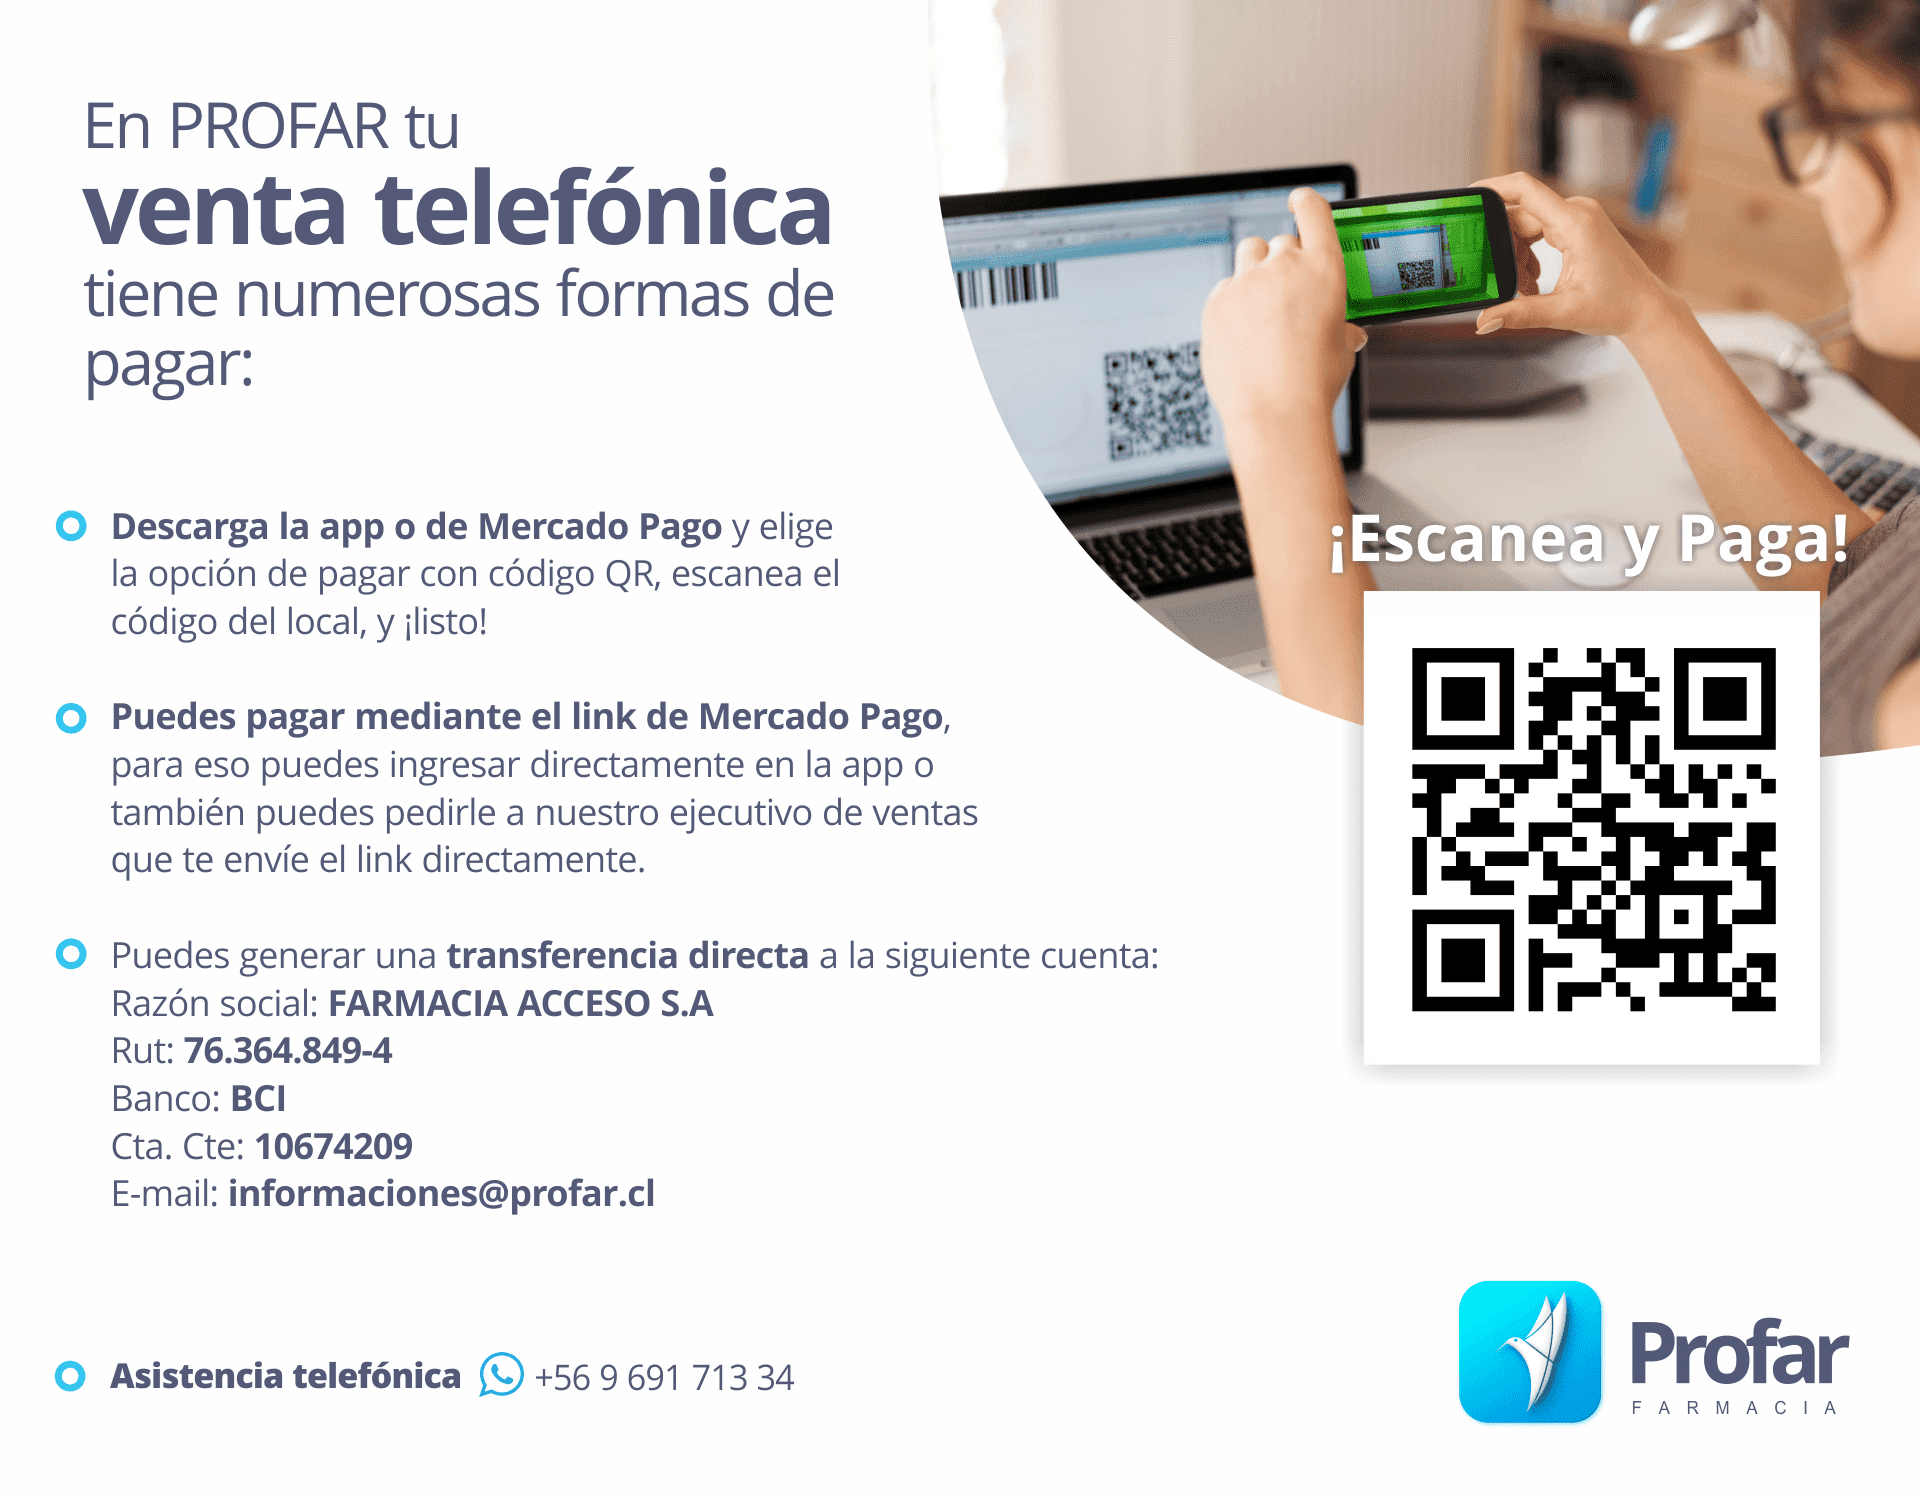 En PROFAR tu
venta telefónica
tiene numerosas formas de
pagar:
Descarga la app o de Mercado Pago y elige
la opción de pagar con código QR, escanea el
código del local, y ¡listo!
Puedes pagar mediante el link de Mercado Pago,
para eso puedes ingresar directamente en la app o
también puedes pedirle a nuestro ejecutivo de ventas
que te envíe el link directamente.
Puedes generar una transferencia directa a la siguiente cuenta:
Razón social: FARMACIA ACCESO S.A
Rut: 76.364.849-4
Banco: BCI
Cta. Cte: 10674209
E-mail: informaciones@profar.cl
Asistencia telefónica +56 9 691 713 34
¡Escanea y Paga!
Profar
FARMACIA